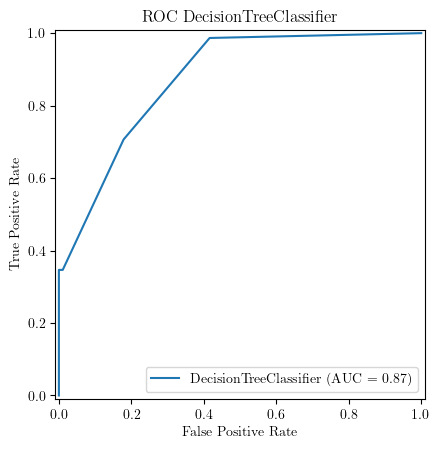 ROC DecisionTreeClassifier
1.0
0.8
0.6
0.4
0.2
0.0
True Positive Rate
DecisionTreeClassifier (AUC = 0.87)
0.0 0.2 0.4 0.6 0.8 1.0
False Positive Rate